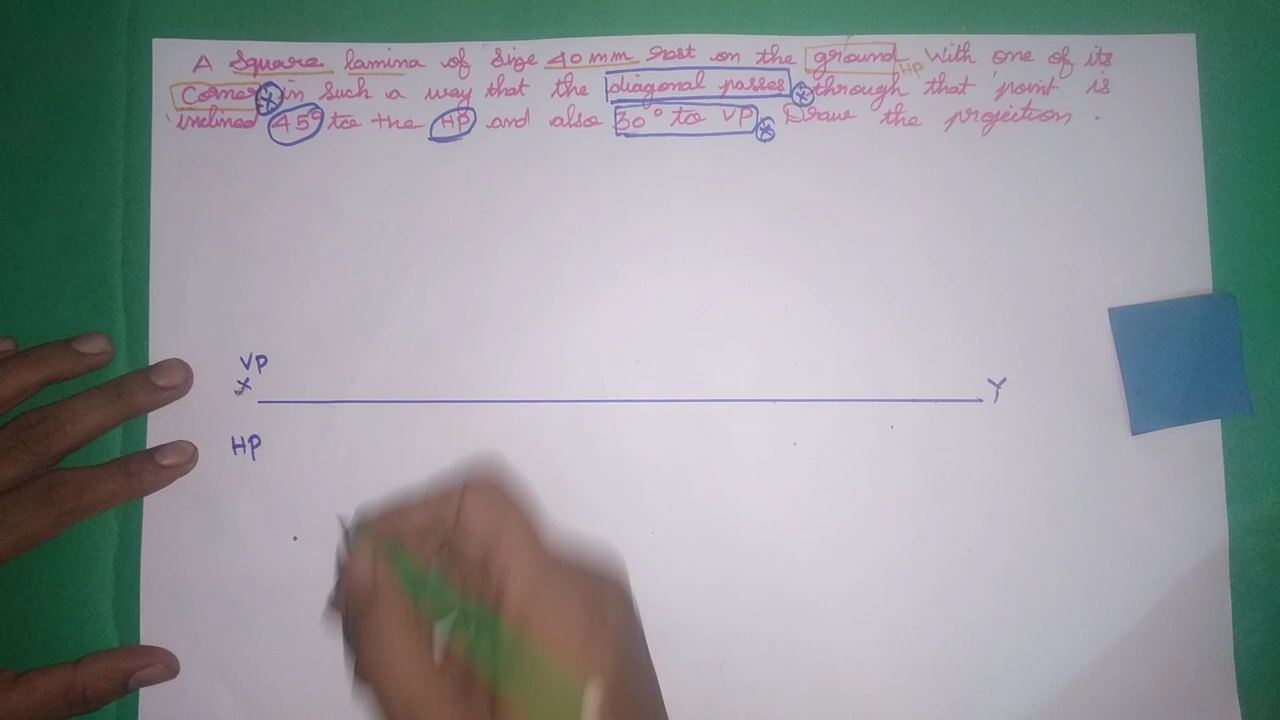 A Square lamina of Size 40 mm rest on the ground HP With one of its
Corner in such a way that the diagonal passes through that point is
inclined 45° to the HP and also 30° to VP. Draw the projection.
VP
X Y
HP